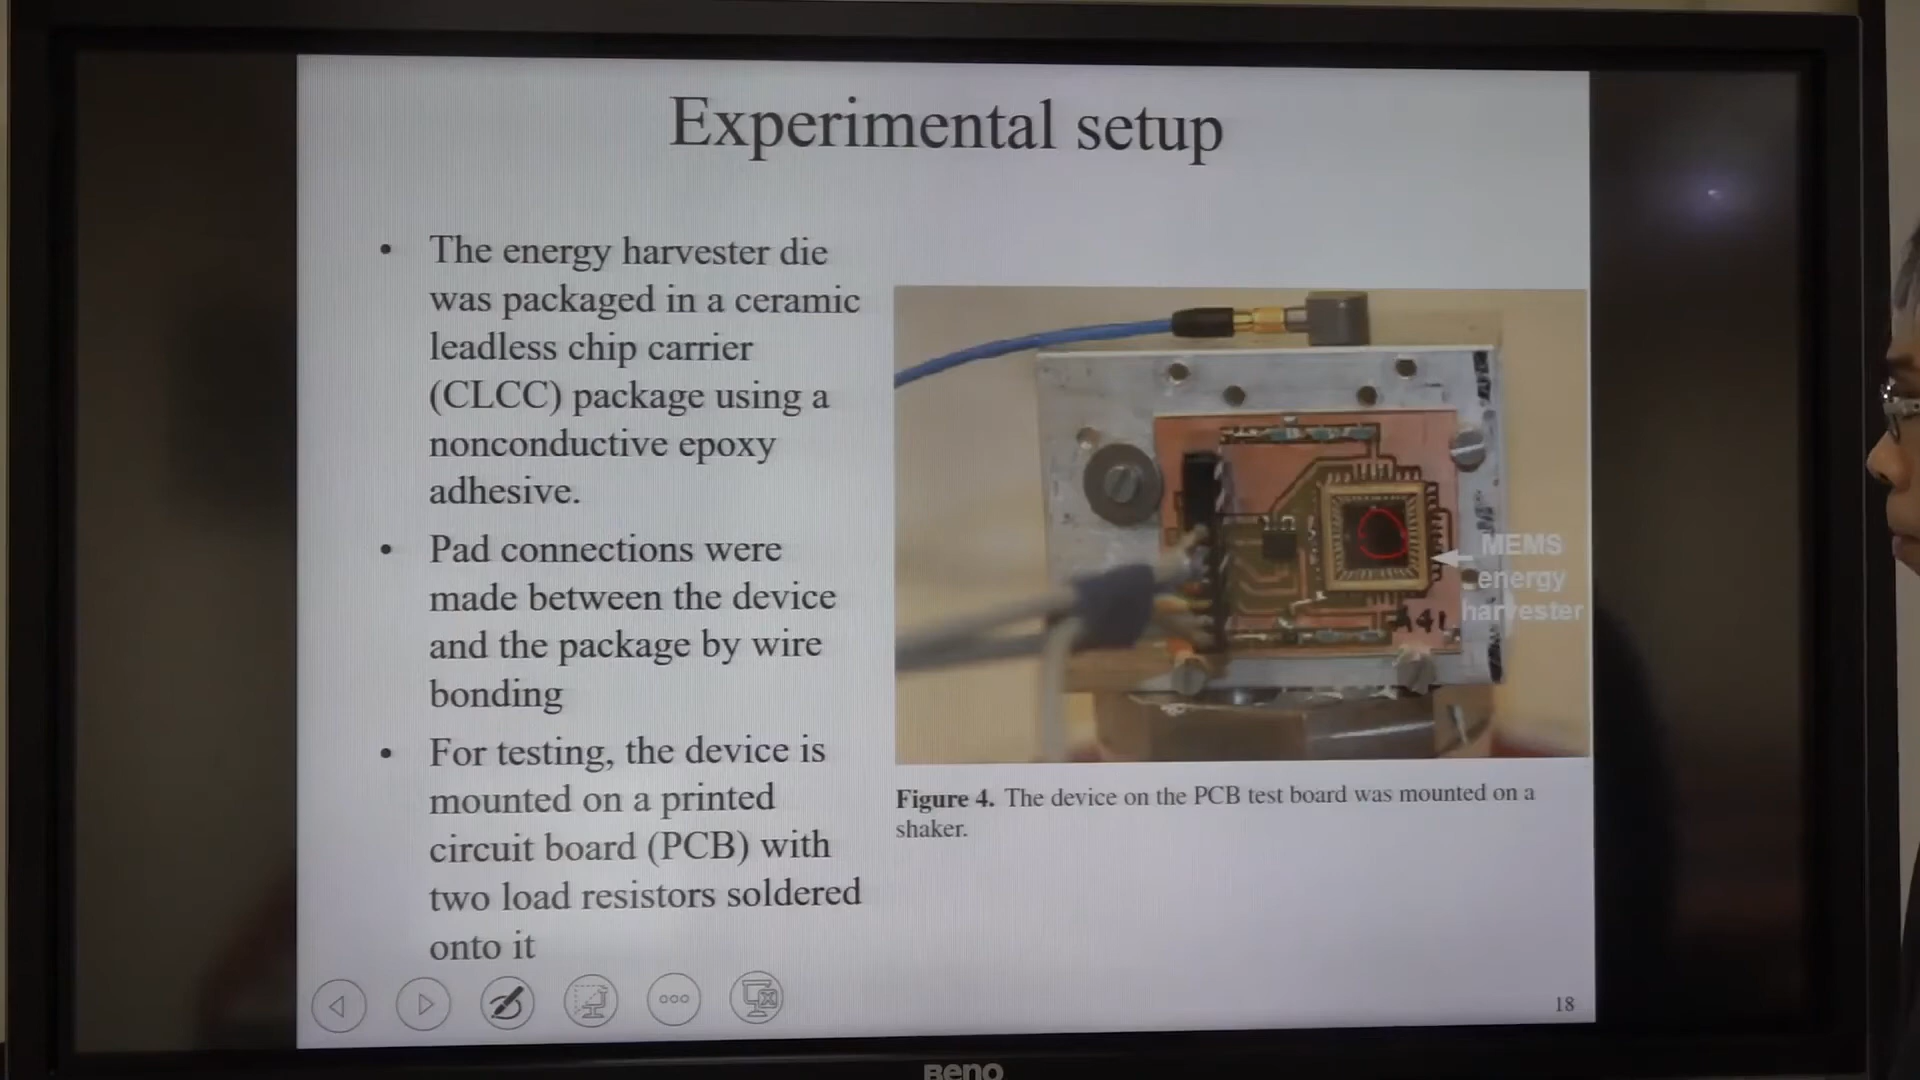 Experimental setup
• The energy harvester die
was packaged in a ceramic
leadless chip carrier
(CLCC) package using a
nonconductive epoxy
adhesive.
• Pad connections were
made between the device
and the package by wire
bonding
• For testing, the device is
mounted on a printed
circuit board (PCB) with
two load resistors soldered
onto it
MEMS
energy
harvester
A41
Figure 4. The device on the PCB test board was mounted on a
shaker.
18
BenQ